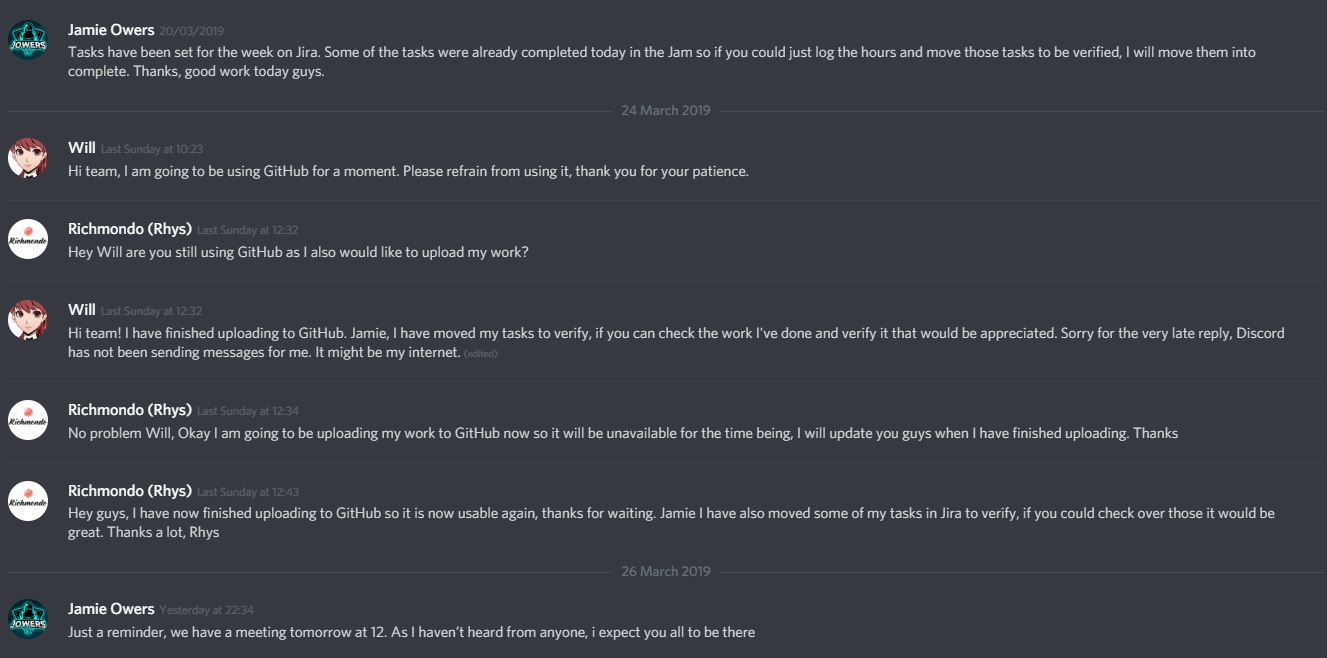 Jamie Owers 20/03/2019
JOWERS
Tasks have been set for the week on Jira. Some of the tasks were already completed today in the Jam so if you could just log the hours and move those tasks to be verified, I will move them into
complete. Thanks, good work today guys.
24 March 2019
Will Last Sunday at 10:23
Hi team, I am going to be using GitHub for a moment. Please refrain from using it, thank you for your patience.
Richmondo (Rhys) Last Sunday at 12:32
Richmondo
Hey Will are you still using GitHub as I also would like to upload my work?
Will Last Sunday at 12:32
Hi team! I have finished uploading to GitHub. Jamie, I have moved my tasks to verify, if you can check the work I've done and verify it that would be appreciated. Sorry for the very late reply, Discord
has not been sending messages for me. It might be my internet. (edited)
Richmondo (Rhys) Last Sunday at 12:34
Richmondo
No problem Will, Okay I am going to be uploading my work to GitHub now so it will be unavailable for the time being, I will update you guys when I have finished uploading. Thanks
Richmondo (Rhys) Last Sunday at 12:43
Richmondo
Hey guys, I have now finished uploading to GitHub so it is now usable again, thanks for waiting. Jamie I have also moved some of my tasks in Jira to verify, if you could check over those it would be
great. Thanks a lot, Rhys
26 March 2019
Jamie Owers Yesterday at 22:34
JOWERS
Just a reminder, we have a meeting tomorrow at 12. As I haven't heard from anyone, i expect you all to be there